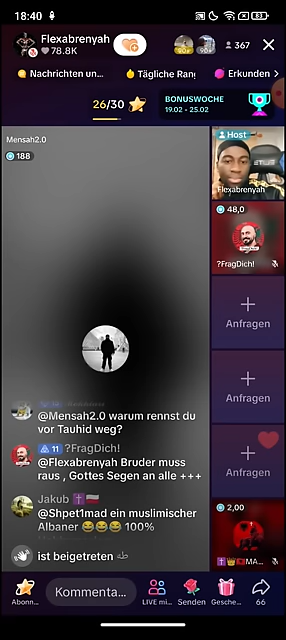 18:40
83
Flexabrenyah
78.8K
367
Nachrichten un...
Tägliche Rang
Erkunden >
26/30
BONUSWOCHE
19.02 - 25.02
Mensah2.0
188
Host
Flexabrenyah
48,0
?FragDich!
+
Anfragen
+
Anfragen
+
Anfragen
@Mensah2.0 warum rennst du
vor Tauhid weg?
11 ?FragDich!
@Flexabrenyah Bruder muss
raus , Gottes Segen an alle +++
Jakub ✝️🇵🇱
@Shpet1mad ein muslimischer
Albaner 😂😂😂 100%
2,00
ist beigetreten
Abonn...
Kommenta...
LIVE mi...
Senden
Gesche...
66